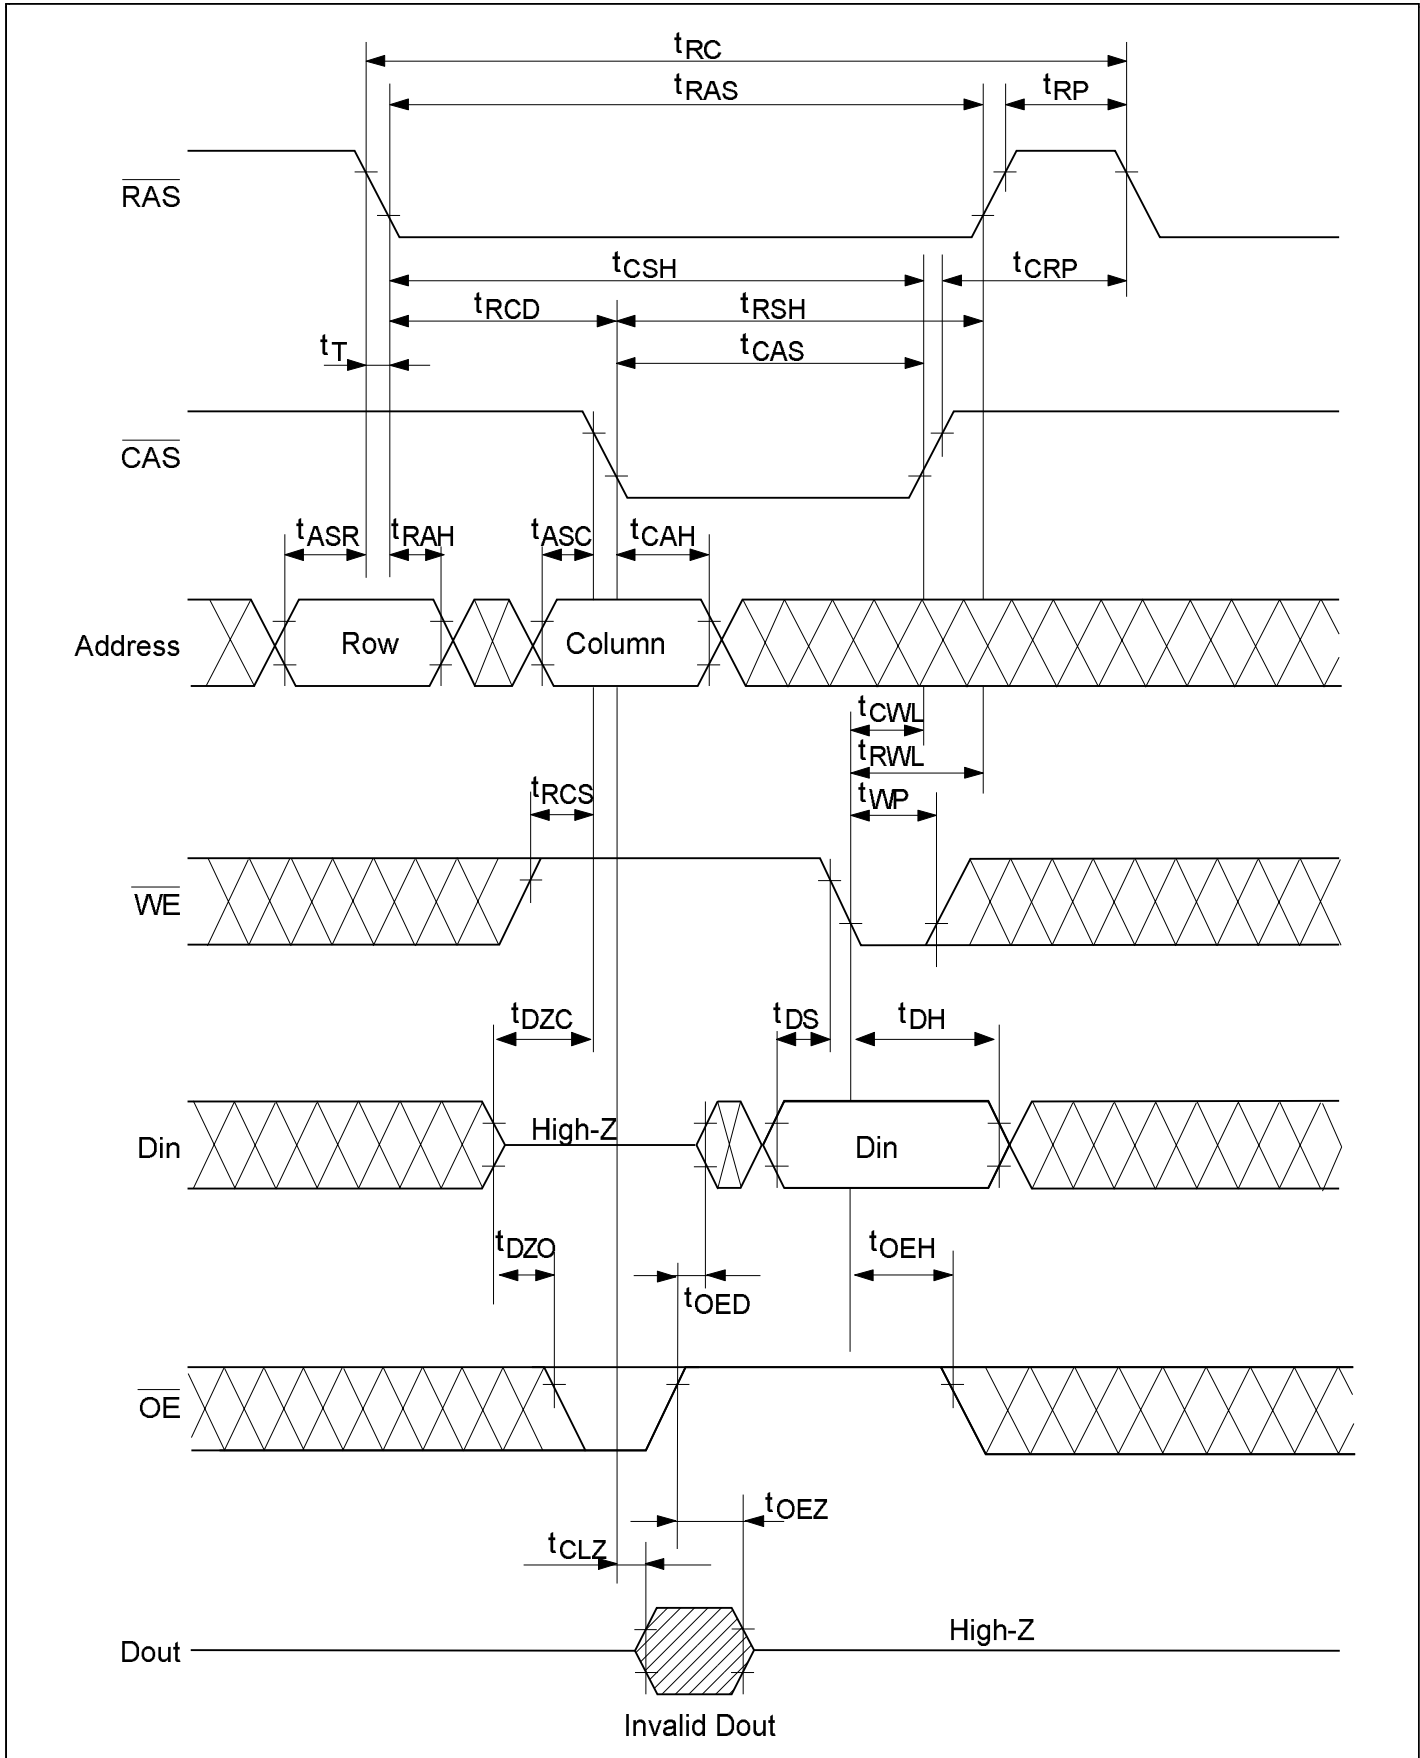 tRC
tRAS
tRP
RAS
tCSH
tCRP
tRCD
tRSH
tT
tCAS
CAS
tASR
tRAH
tASC
tCAH
Address
Row
Column
tCWL
tRWL
tRCS
tWP
WE
tDZC
tDS
tDH
Din
High-Z
Din
tDZO
tOED
tOEH
OE
tOEZ
tCLZ
Dout
High-Z
Invalid Dout